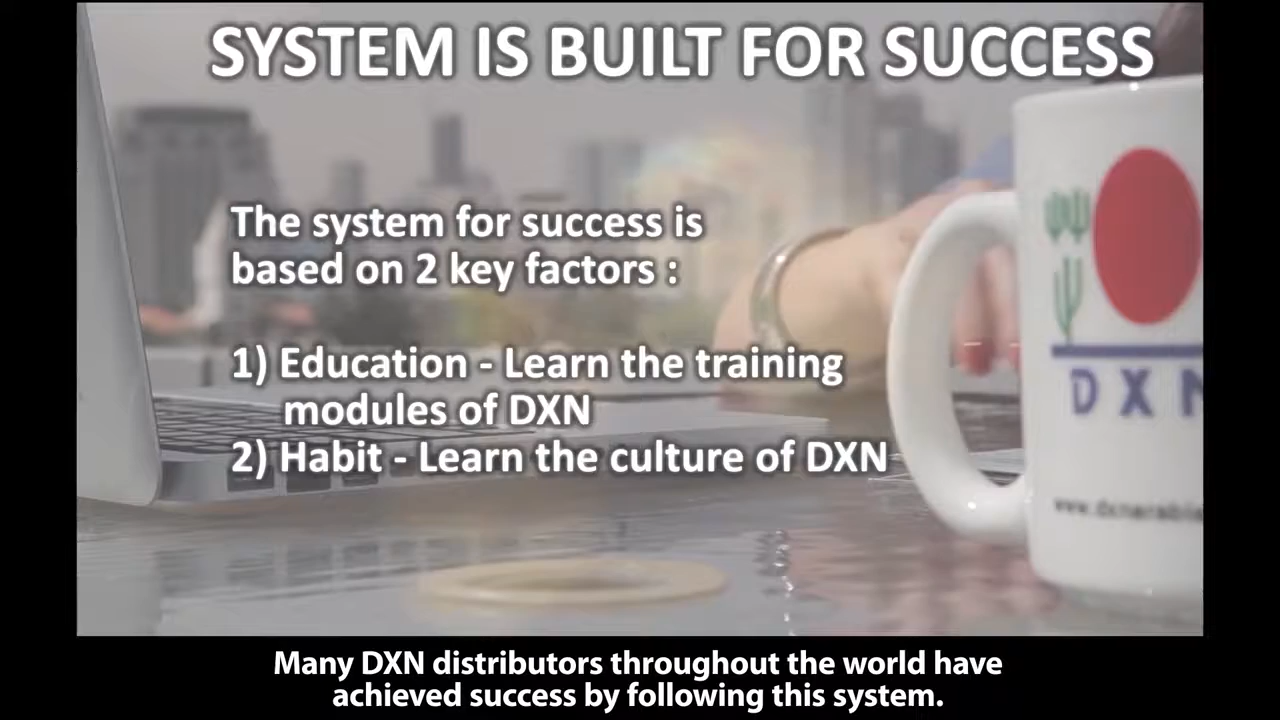 SYSTEM IS BUILT FOR SUCCESS
The system for success is
based on 2 key factors :
1) Education - Learn the training
modules of DXN
2) Habit - Learn the culture of DXN
DXN
Many DXN distributors throughout the world have
achieved success by following this system.